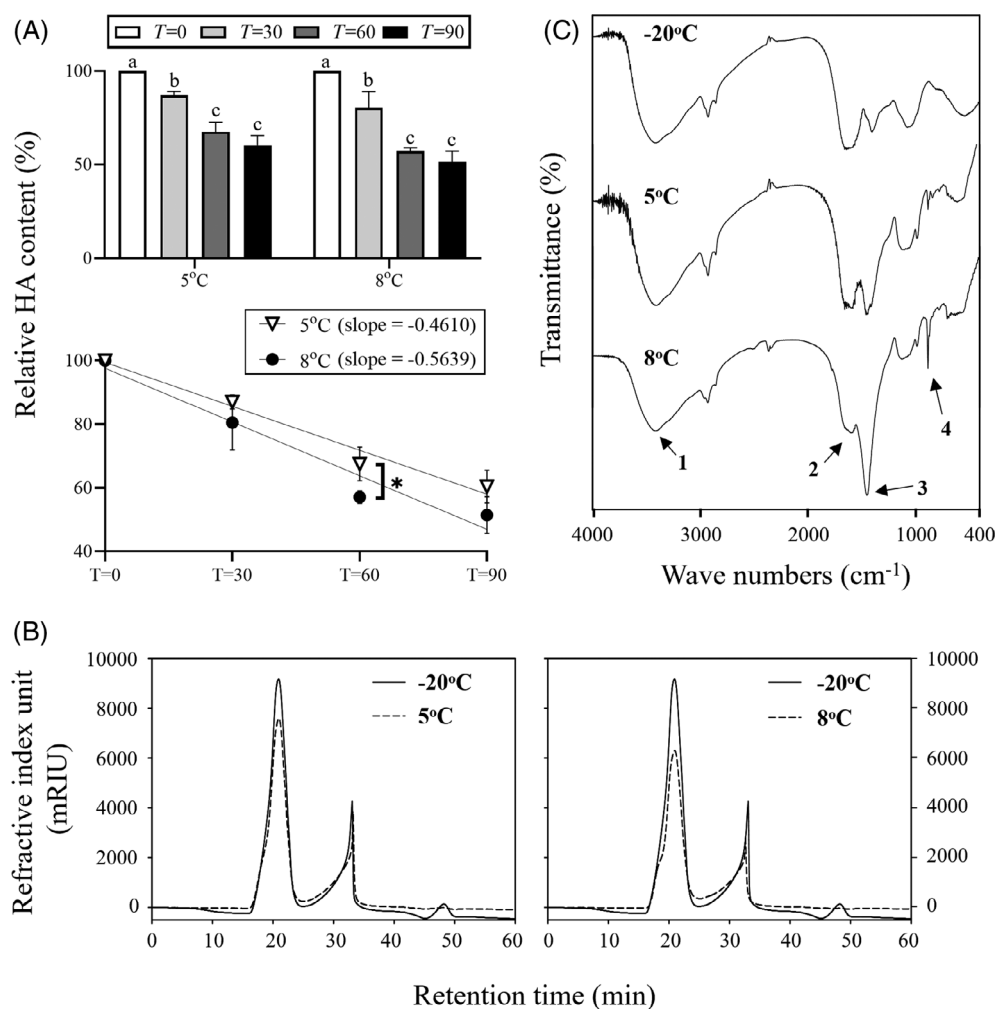 (A)
T=0 T=30 T=60 T=90
100
50
0
a b c c
a b c c
5°C 8°C
Relative HA content (%)
5°C (slope = -0.4610)
8°C (slope = -0.5639)
100
80
60
40
*
T=0 T=30 T=60 T=90
(C)
-20°C
5°C
8°C
1 2 3 4
Transmittance (%)
4000 3000 2000 1000 400
Wave numbers (cm⁻¹)
(B)
10000
8000
6000
4000
2000
0
Refractive index unit
(mRIU)
-20°C
5°C
0 10 20 30 40 50 60
-20°C
8°C
10000
8000
6000
4000
2000
0
0 10 20 30 40 50 60
Retention time (min)